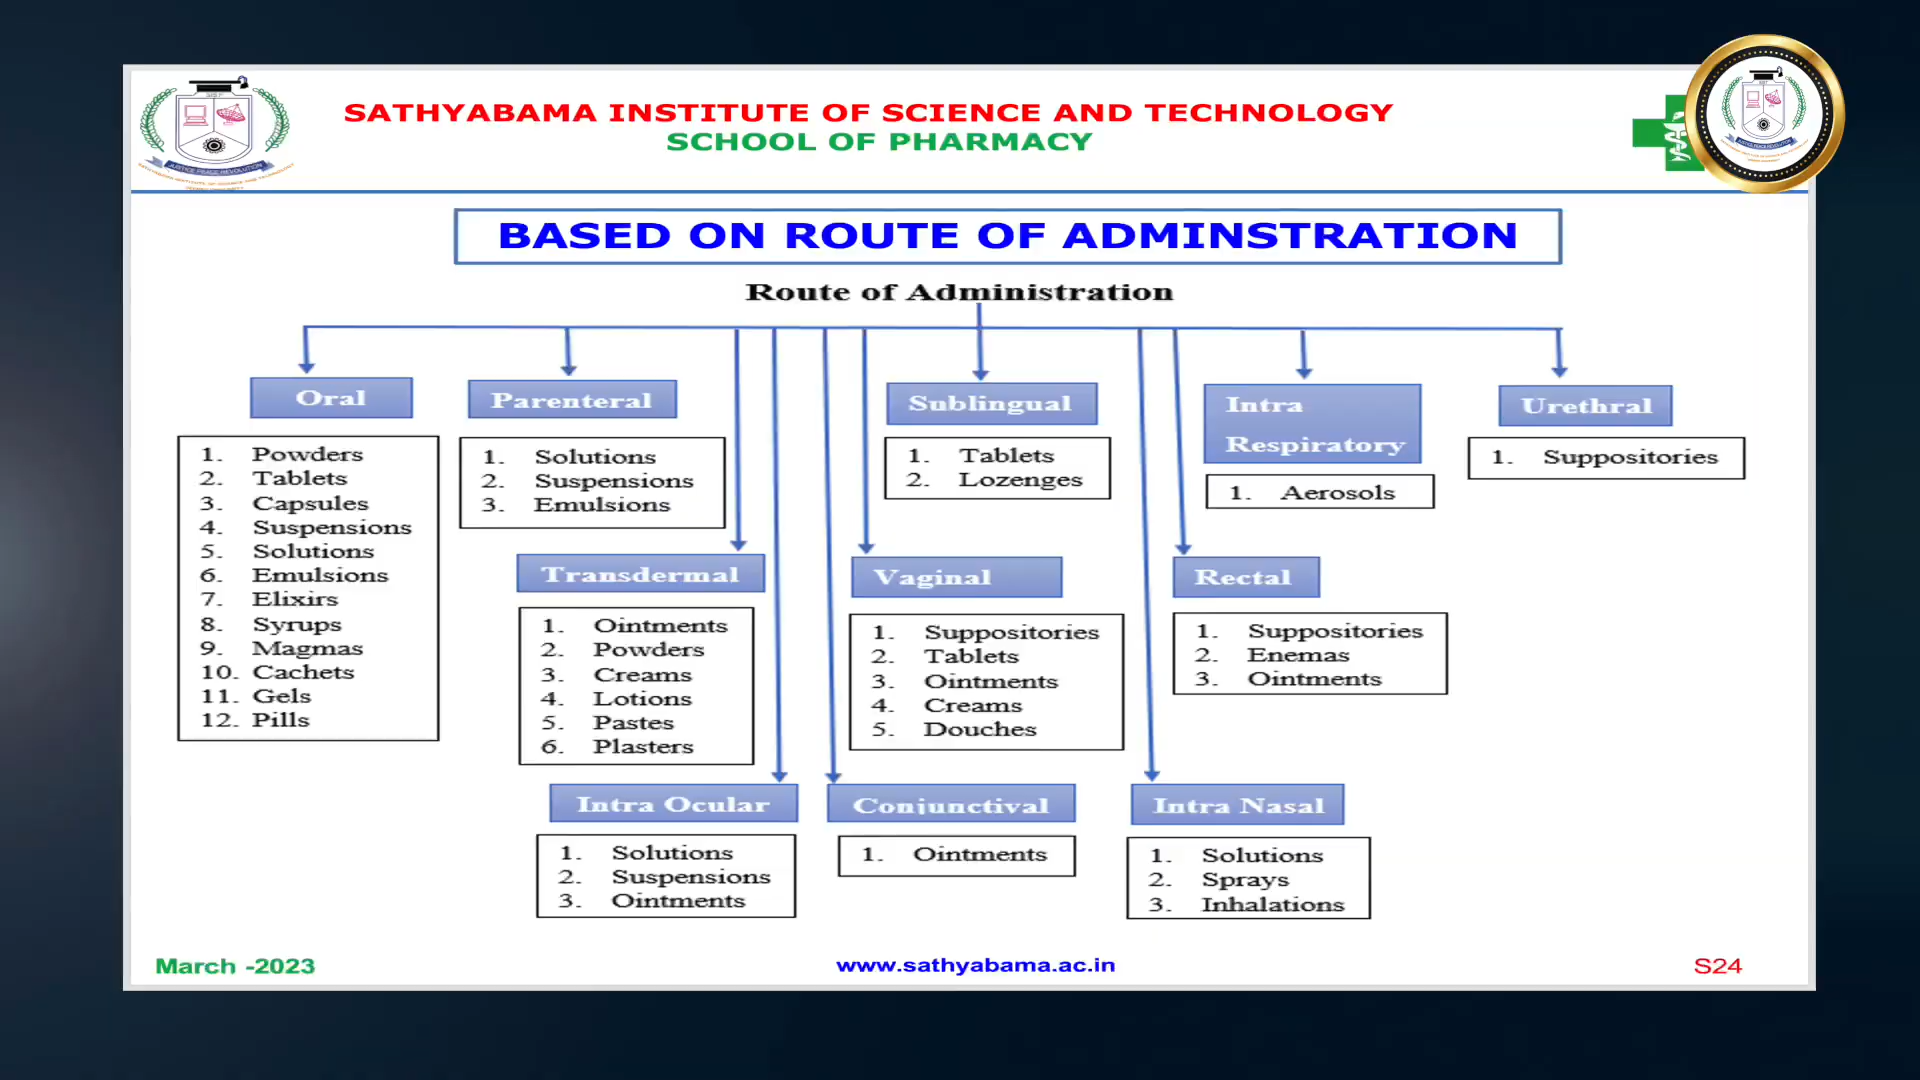 SATHYABAMA INSTITUTE OF SCIENCE AND TECHNOLOGY
SCHOOL OF PHARMACY
JUSTICE PEACE REVOLUTION
BASED ON ROUTE OF ADMINSTRATION
Route of Administration
Oral
1. Powders
2. Tablets
3. Capsules
4. Suspensions
5. Solutions
6. Emulsions
7. Elixirs
8. Syrups
9. Magmas
10. Cachets
11. Gels
12. Pills
Parenteral
1. Solutions
2. Suspensions
3. Emulsions
Sublingual
1. Tablets
2. Lozenges
Intra
Respiratory
1. Aerosols
Urethral
1. Suppositories
Transdermal
1. Ointments
2. Powders
3. Creams
4. Lotions
5. Pastes
6. Plasters
Vaginal
1. Suppositories
2. Tablets
3. Ointments
4. Creams
5. Douches
Rectal
1. Suppositories
2. Enemas
3. Ointments
Intra Ocular
1. Solutions
2. Suspensions
3. Ointments
Conjunctival
1. Ointments
Intra Nasal
1. Solutions
2. Sprays
3. Inhalations
March -2023
www.sathyabama.ac.in
S24